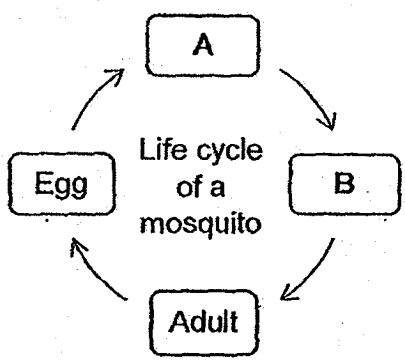 A
Life cycle
of a
mosquito
Egg
B
Adult